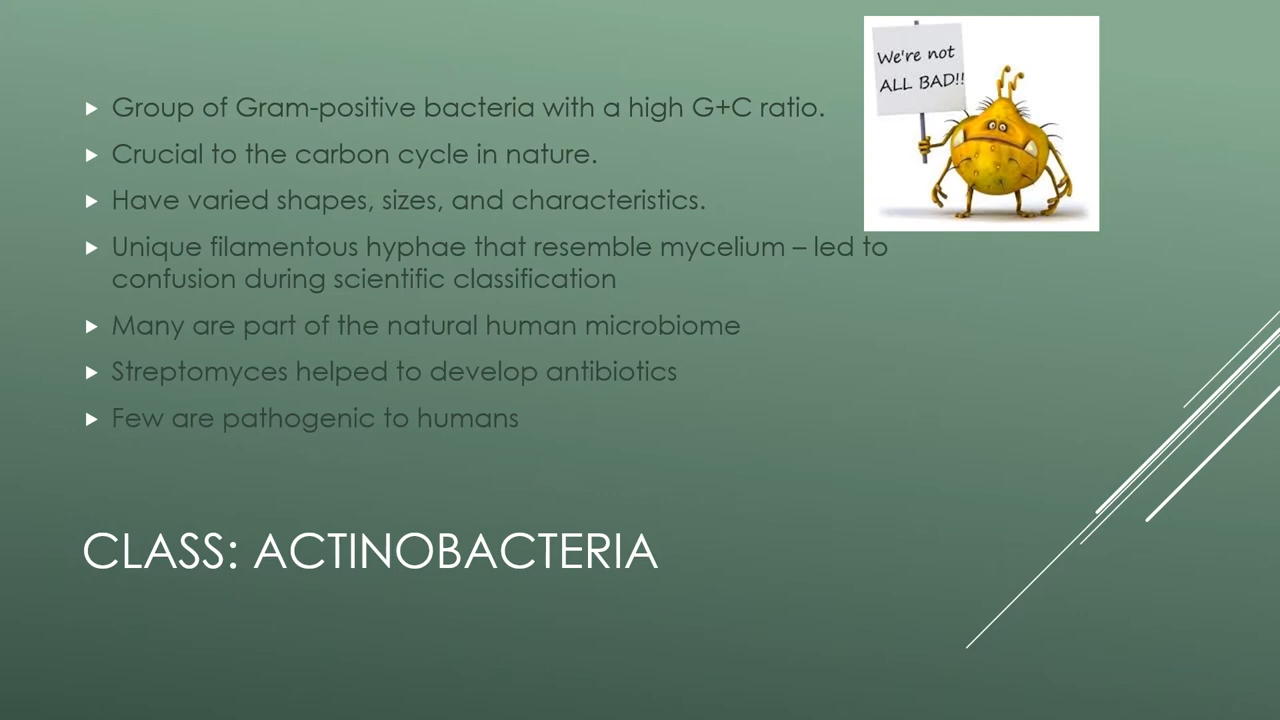 We're not
ALL BAD!!
Group of Gram-positive bacteria with a high G+C ratio.
Crucial to the carbon cycle in nature.
Have varied shapes, sizes, and characteristics.
Unique filamentous hyphae that resemble mycelium – led to
confusion during scientific classification
Many are part of the natural human microbiome
Streptomyces helped to develop antibiotics
Few are pathogenic to humans
CLASS: ACTINOBACTERIA